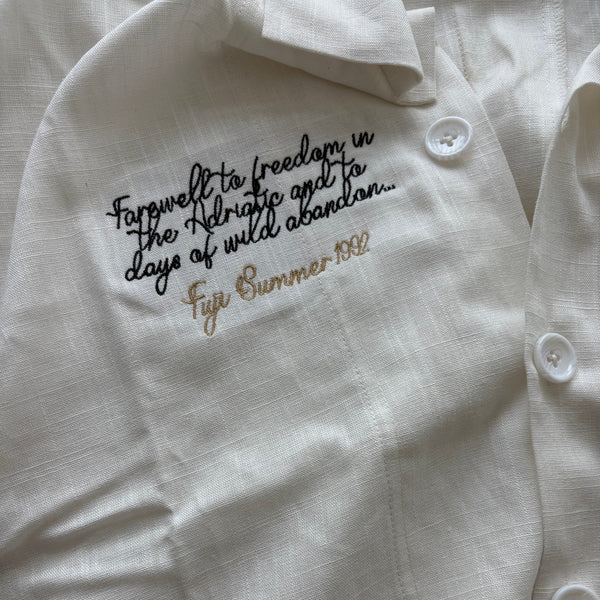 Farewell to freedom in
the Adriatic and to
days of wild abandon...
Fuji Summer 1992